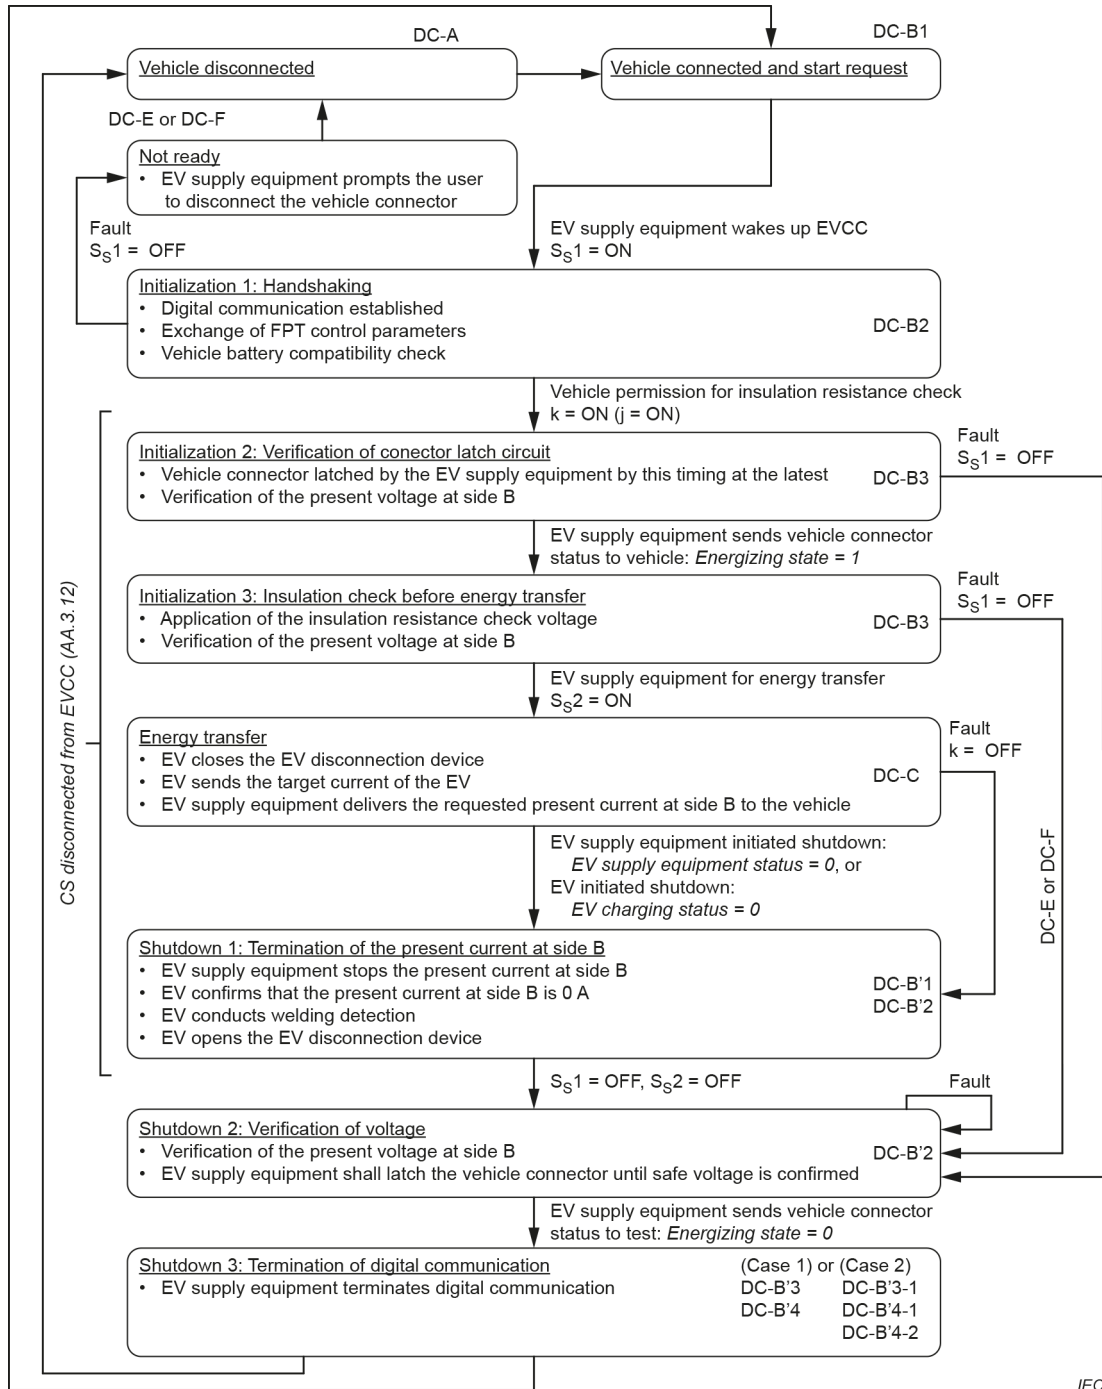 DC-A
DC-B1
Vehicle disconnected
Vehicle connected and start request
DC-E or DC-F
Not ready
• EV supply equipment prompts the user
to disconnect the vehicle connector
Fault
SS1 = OFF
EV supply equipment wakes up EVCC
SS1 = ON
Initialization 1: Handshaking
• Digital communication established
• Exchange of FPT control parameters
• Vehicle battery compatibility check
DC-B2
Vehicle permission for insulation resistance check
k = ON (j = ON)
Initialization 2: Verification of conector latch circuit
• Vehicle connector latched by the EV supply equipment by this timing at the latest
• Verification of the present voltage at side B
DC-B3
Fault
SS1 = OFF
EV supply equipment sends vehicle connector
status to vehicle: Energizing state = 1
Initialization 3: Insulation check before energy transfer
• Application of the insulation resistance check voltage
• Verification of the present voltage at side B
DC-B3
Fault
SS1 = OFF
EV supply equipment for energy transfer
SS2 = ON
Energy transfer
• EV closes the EV disconnection device
• EV sends the target current of the EV
• EV supply equipment delivers the requested present current at side B to the vehicle
DC-C
Fault
k = OFF
CS disconnected from EVCC (AA.3.12)
DC-E or DC-F
EV supply equipment initiated shutdown:
EV supply equipment status = 0, or
EV initiated shutdown:
EV charging status = 0
Shutdown 1: Termination of the present current at side B
• EV supply equipment stops the present current at side B
• EV confirms that the present current at side B is 0 A
• EV conducts welding detection
• EV opens the EV disconnection device
DC-B’1
DC-B’2
SS1 = OFF, SS2 = OFF
Fault
Shutdown 2: Verification of voltage
• Verification of the present voltage at side B
• EV supply equipment shall latch the vehicle connector until safe voltage is confirmed
DC-B’2
EV supply equipment sends vehicle connector
status to test: Energizing state = 0
Shutdown 3: Termination of digital communication
• EV supply equipment terminates digital communication
(Case 1) or (Case 2)
DC-B’3 DC-B’3-1
DC-B’4 DC-B’4-1
DC-B’4-2
IEC